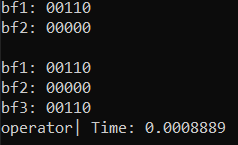 bf1: 00110
bf2: 00000
bf1: 00110
bf2: 00000
bf3: 00110
operator| Time: 0.0008889